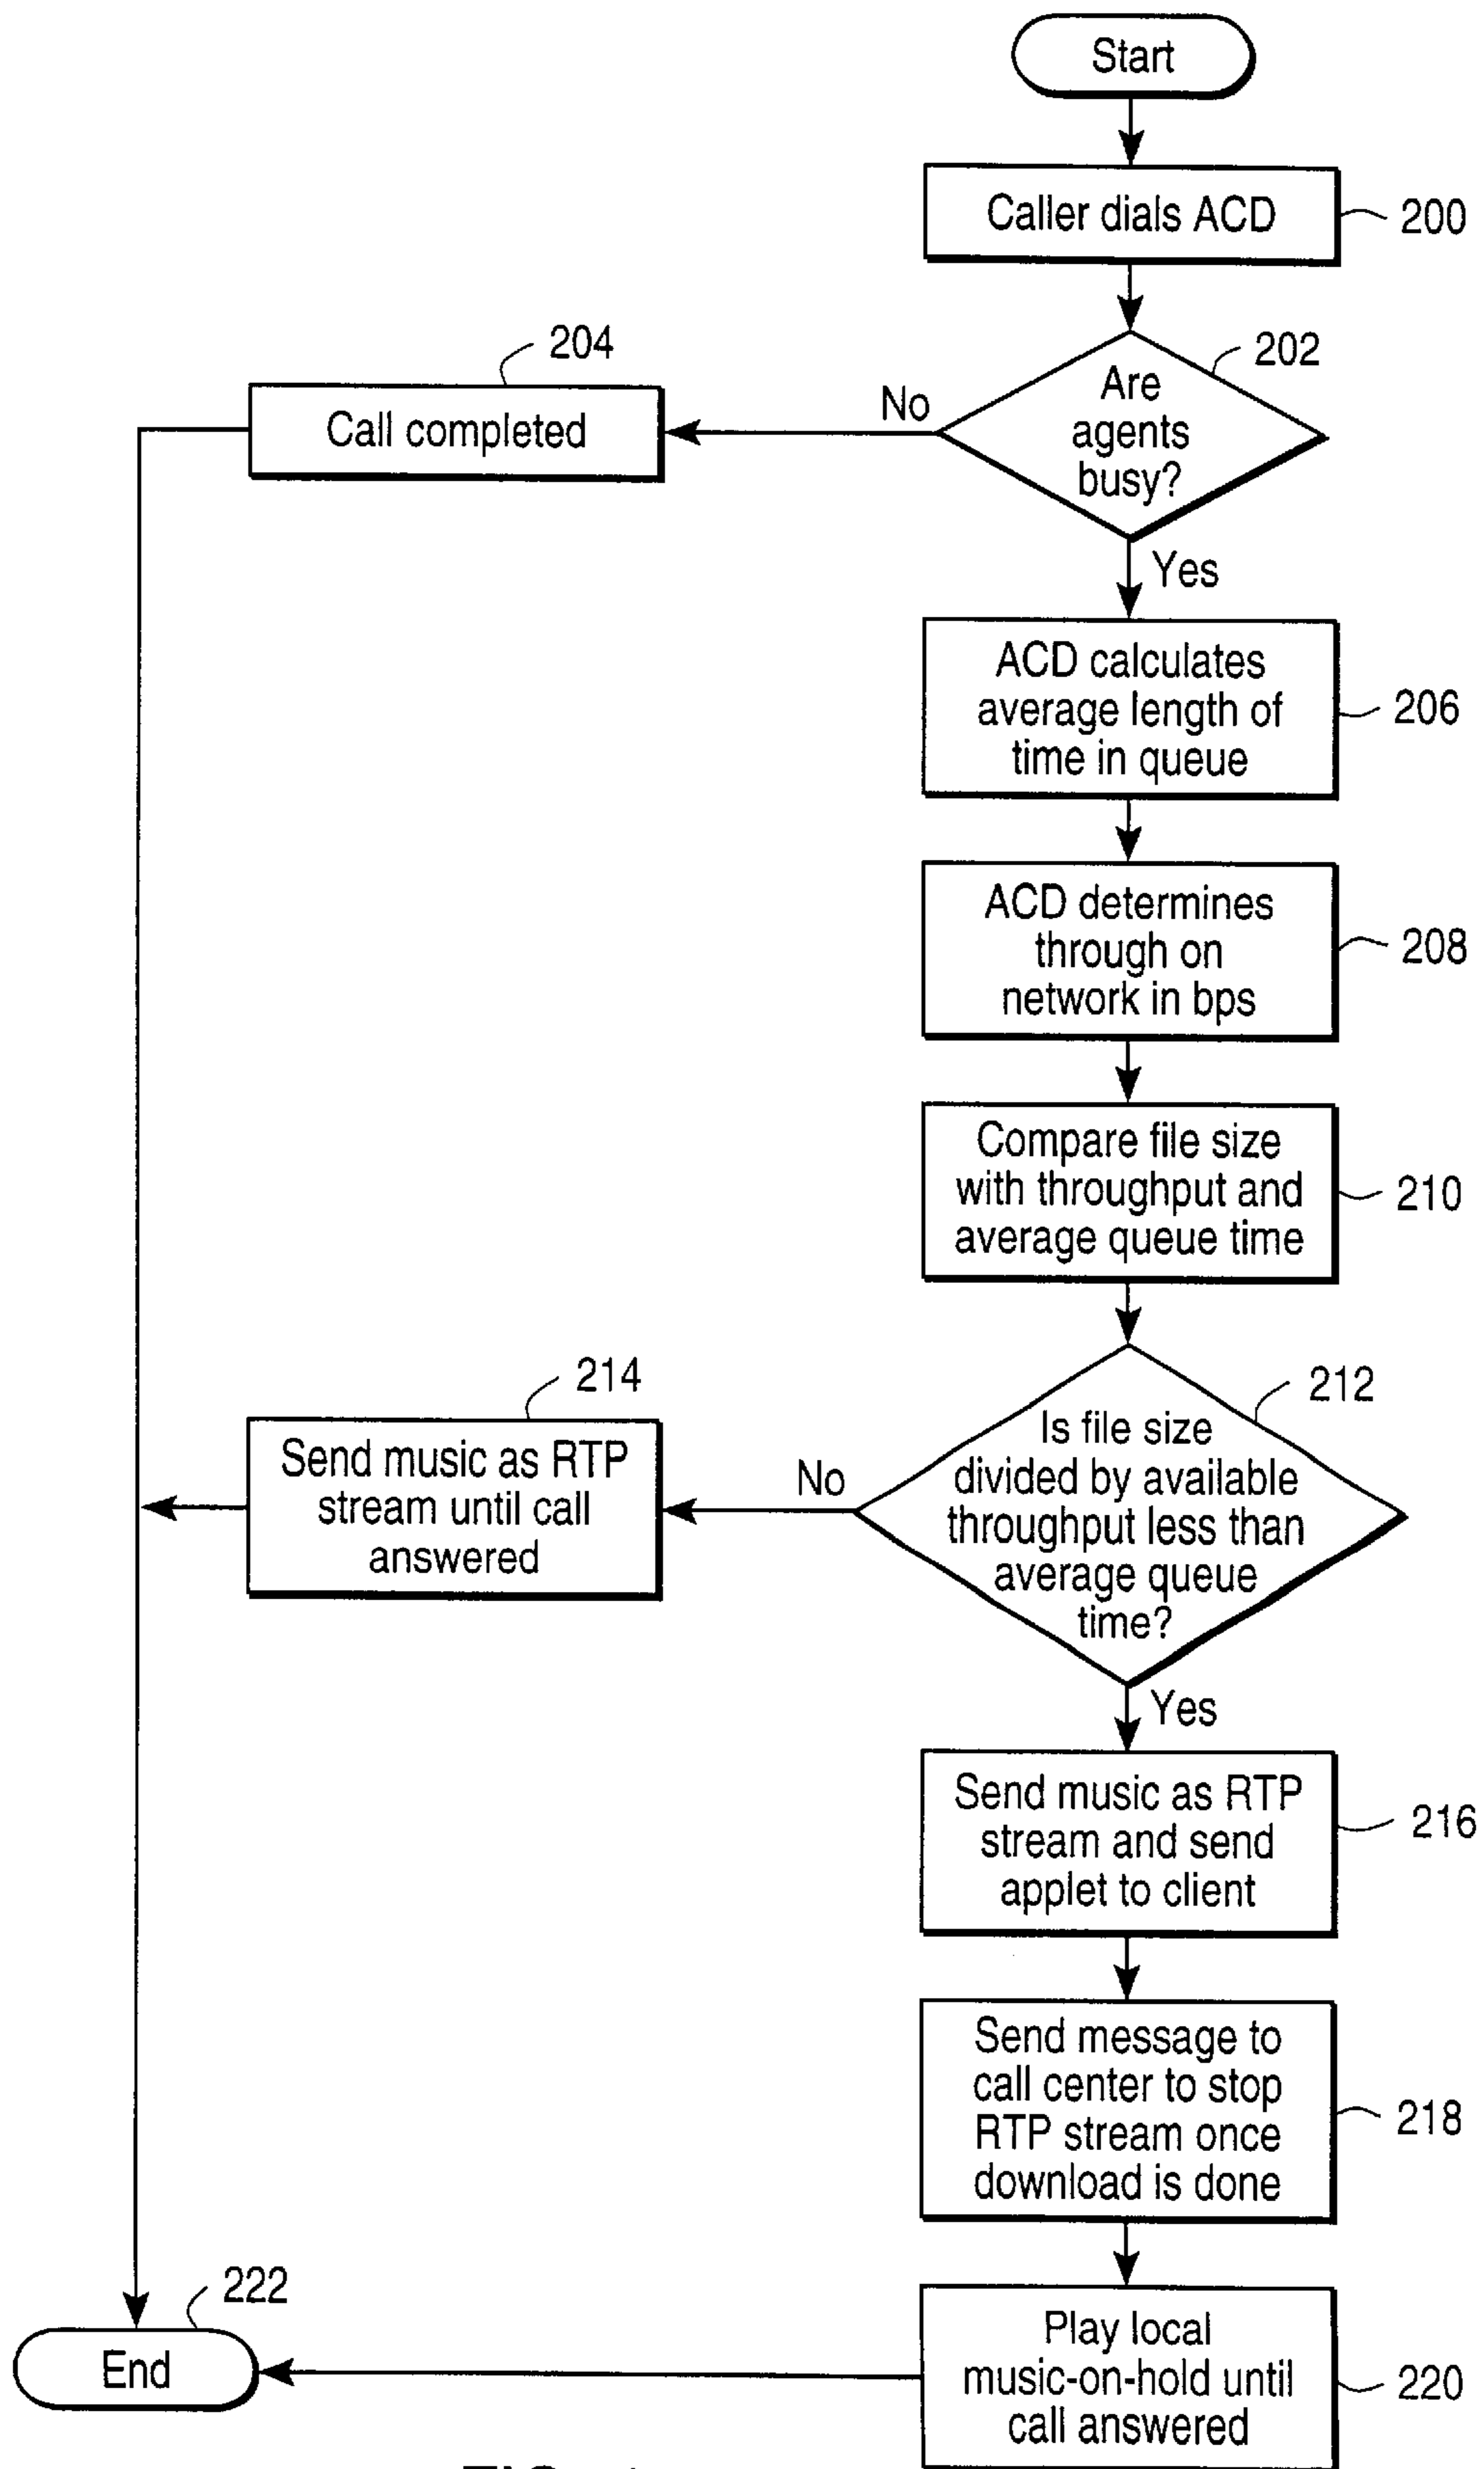 Start
Caller dials ACD
200
204
202
Call completed
No
Are
agents
busy?
Yes
ACD calculates
average length of
time in queue
206
ACD determines
through on
network in bps
208
Compare file size
with throughput and
average queue time
210
214
212
Send music as RTP
stream until call
answered
No
Is file size
divided by available
throughput less than
average queue
time?
Yes
Send music as RTP
stream and send
applet to client
216
Send message to
call center to stop
RTP stream once
download is done
218
222
End
Play local
music-on-hold until
call answered
220